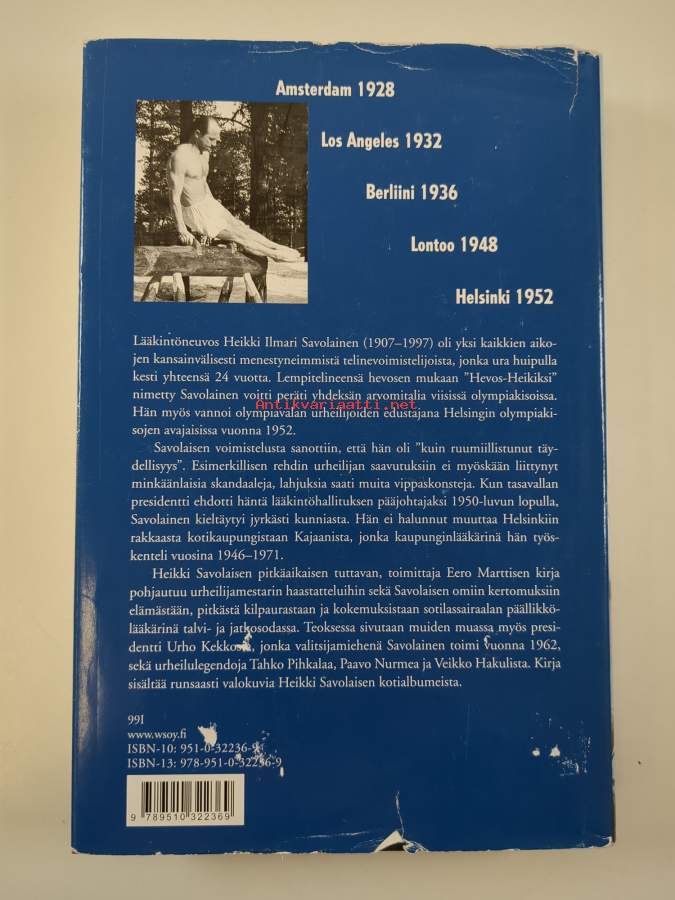 Amsterdam 1928
Los Angeles 1932
Berliini 1936
Lontoo 1948
Helsinki 1952
Lääkintöneuvos Heikki Ilmari Savolainen (1907–1997) oli yksi kaikkien aiko-
jen kansainvälisesti menestyneimmistä telinevoimistelijoista, jonka ura huipulla
kesti yhteensä 24 vuotta. Lempitelineensä hevosen mukaan ”Hevos-Heikiksi”
nimetty Savolainen voitti peräti yhdeksän arvomitalia viisissä olympiakisoissa.
Antikvariaatti.net
Hän myös vannoi olympiavalan urheilijoiden edustajana Helsingin olympiaki-
sojen avajaisissa vuonna 1952.
Savolaisen voimistelusta sanottiin, että hän oli ”kuin ruumiillistunut täy-
dellisyys”. Esimerkillisen rehdin urheilijan saavutuksiin ei myöskään liittynyt
minkäänlaisia skandaaleja, lahjuksia saati muita vippaskonsteja. Kun tasavallan
presidentti ehdotti häntä lääkintöhallituksen pääjohtajaksi 1950-luvun lopulla,
Savolainen kieltäytyi jyrkästi kunniasta. Hän ei halunnut muuttaa Helsinkiin
rakkaasta kotikaupungistaan Kajaanista, jonka kaupunginlääkärinä hän työs-
kenteli vuosina 1946–1971.
Heikki Savolaisen pitkäaikaisen tuttavan, toimittaja Eero Marttisen kirja
pohjautuu urheilijamestarin haastatteluihin sekä Savolaisen omiin kertomuksiin
elämästään, pitkästä kilpaurastaan ja kokemuksistaan sotilassairaalan päällikkö-
lääkärinä talvi- ja jatkosodassa. Teoksessa sivutaan muiden muassa myös presi-
dentti Urho Kekkosta, jonka valitsijamiehenä Savolainen toimi vuonna 1962,
sekä urheilulegendoja Tahko Pihkalaa, Paavo Nurmea ja Veikko Hakulista. Kirja
sisältää runsaasti valokuvia Heikki Savolaisen kotialbumeista.
99I
www.wsoy.fi
ISBN-10: 951-0-32236-9
ISBN-13: 978-951-0-32236-9
9 789510 322369